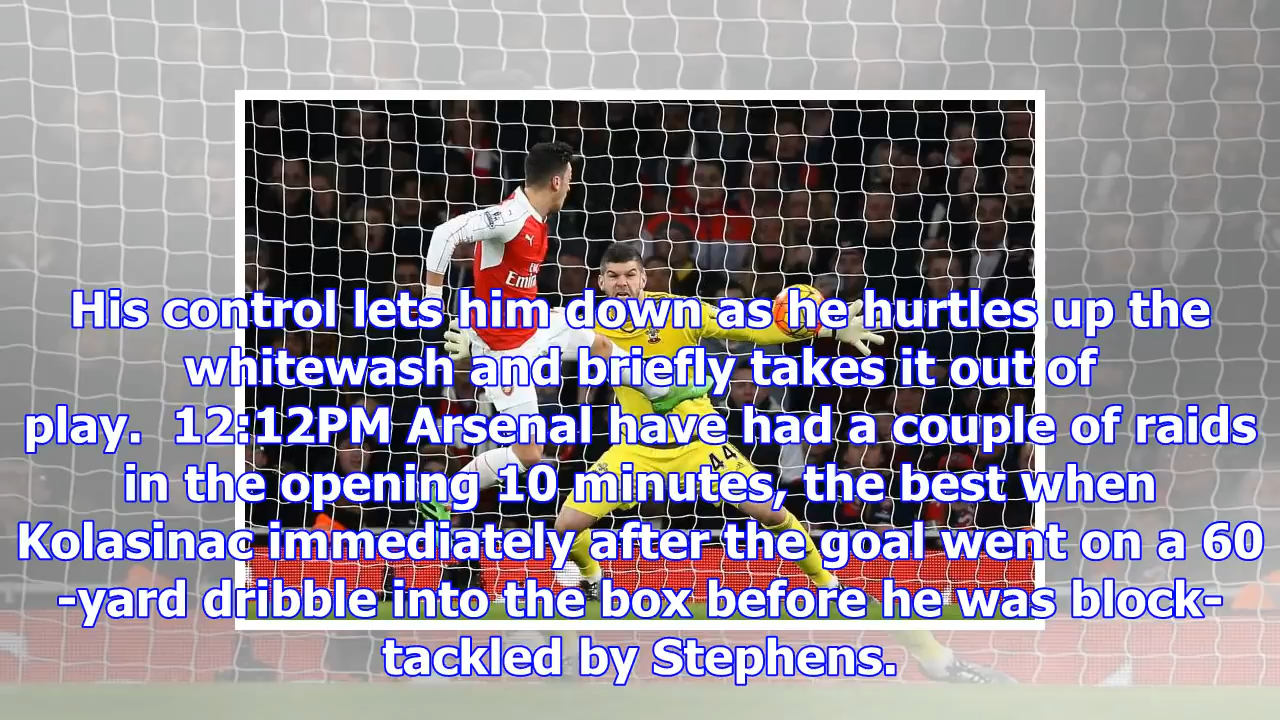 His control lets him down as he hurtles up the
whitewash and briefly takes it out of
play.  12:12PM Arsenal have had a couple of raids
in the opening 10 minutes, the best when
Kolasinac immediately after the goal went on a 60
-yard dribble into the box before he was block-
tackled by Stephens.
Emi
44